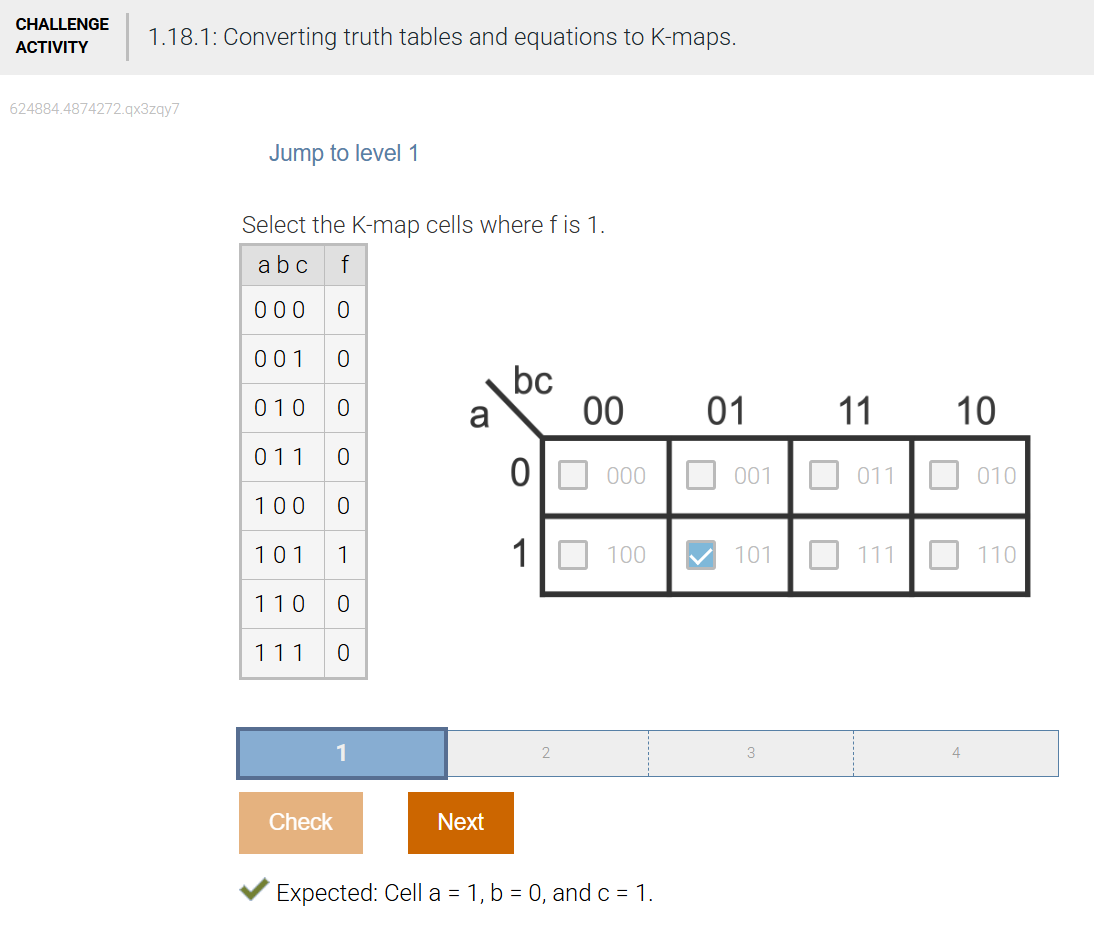 CHALLENGE
ACTIVITY
1.18.1: Converting truth tables and equations to K-maps.
624884.4874272.qx3zqy7
Jump to level 1
Select the K-map cells where f is 1.
a b c f
0 0 0 0
0 0 1 0
0 1 0 0
0 1 1 0
1 0 0 0
1 0 1 1
1 1 0 0
1 1 1 0
bc
a 00 01 11 10
0 000 001 011 010
1 100 101 111 110
1 2 3 4
Check Next
Expected: Cell a = 1, b = 0, and c = 1.